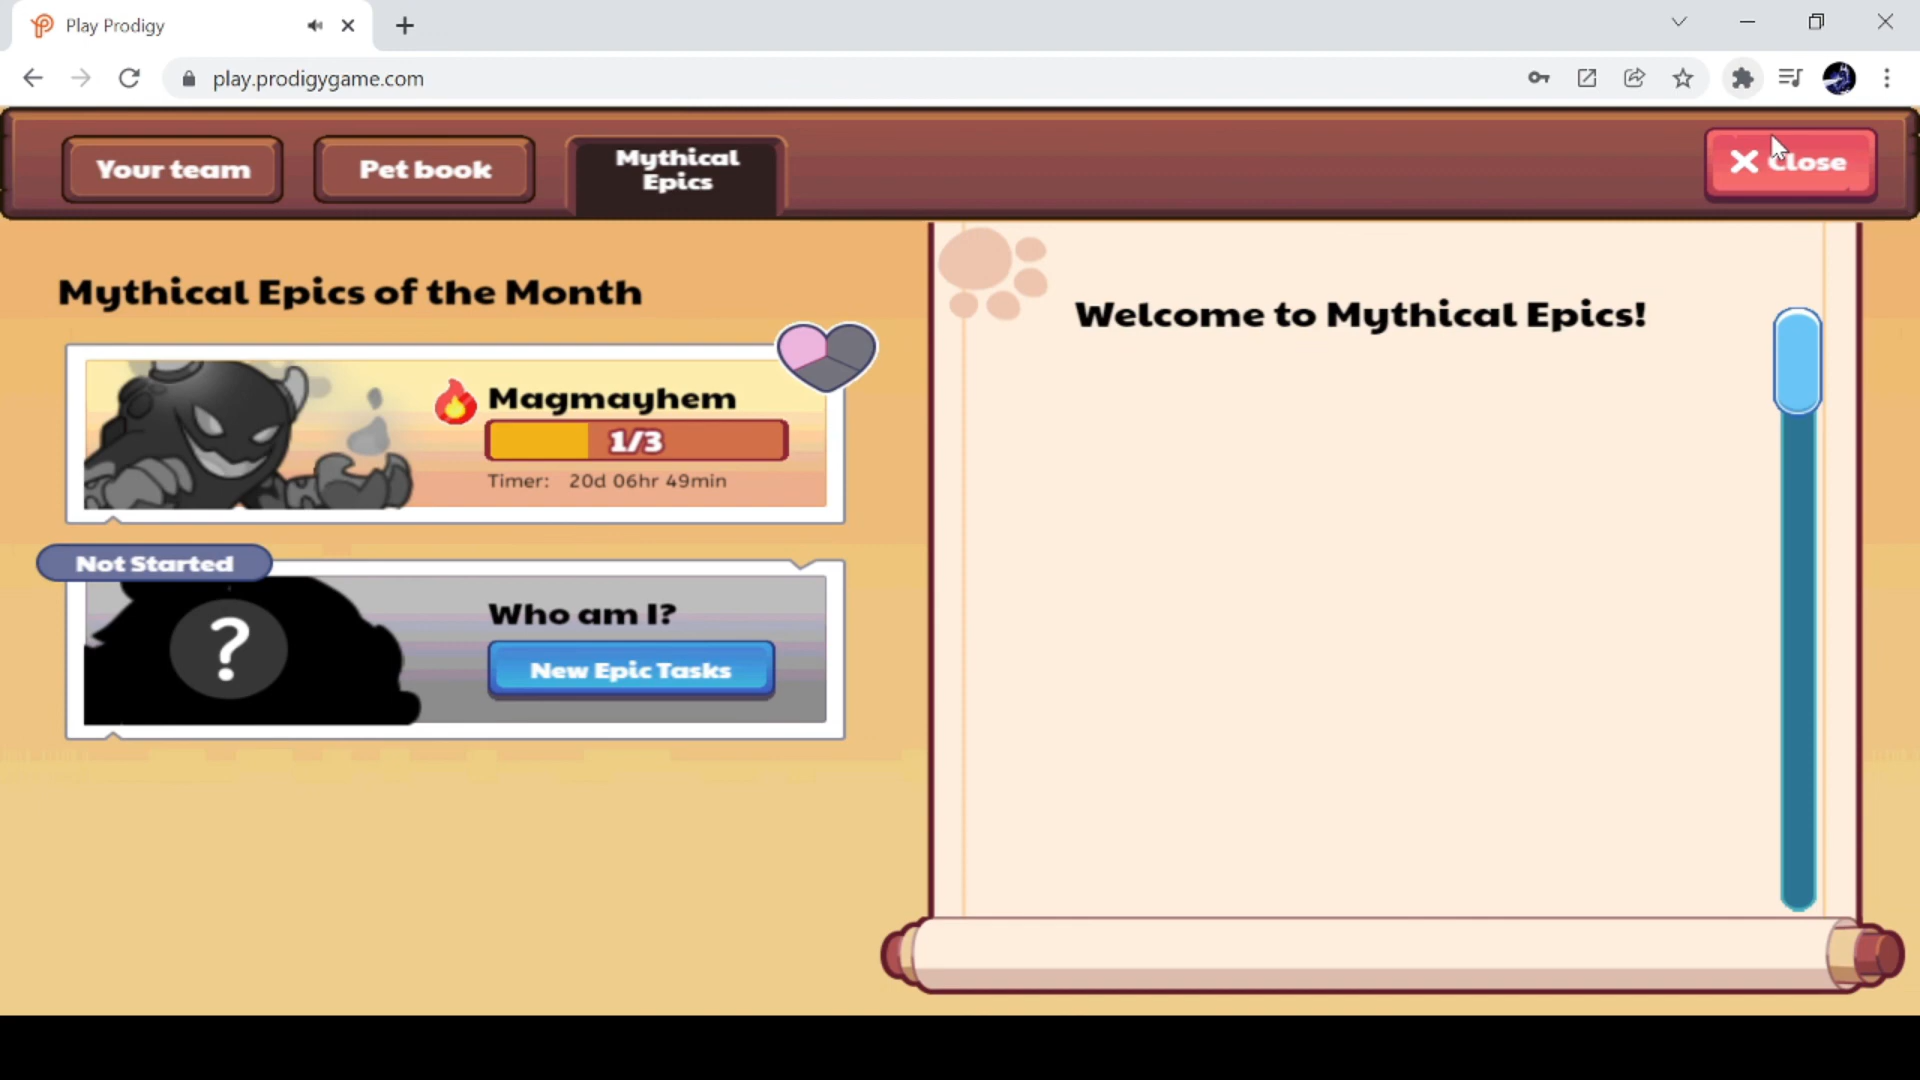 Play Prodigy
play.prodigygame.com
Your team
Pet book
Mythical
Epics
Close
Mythical Epics of the Month
Magmayhem
1/3
Timer: 20d 06hr 49min
Not Started
?
Who am I?
New Epic Tasks
Welcome to Mythical Epics!